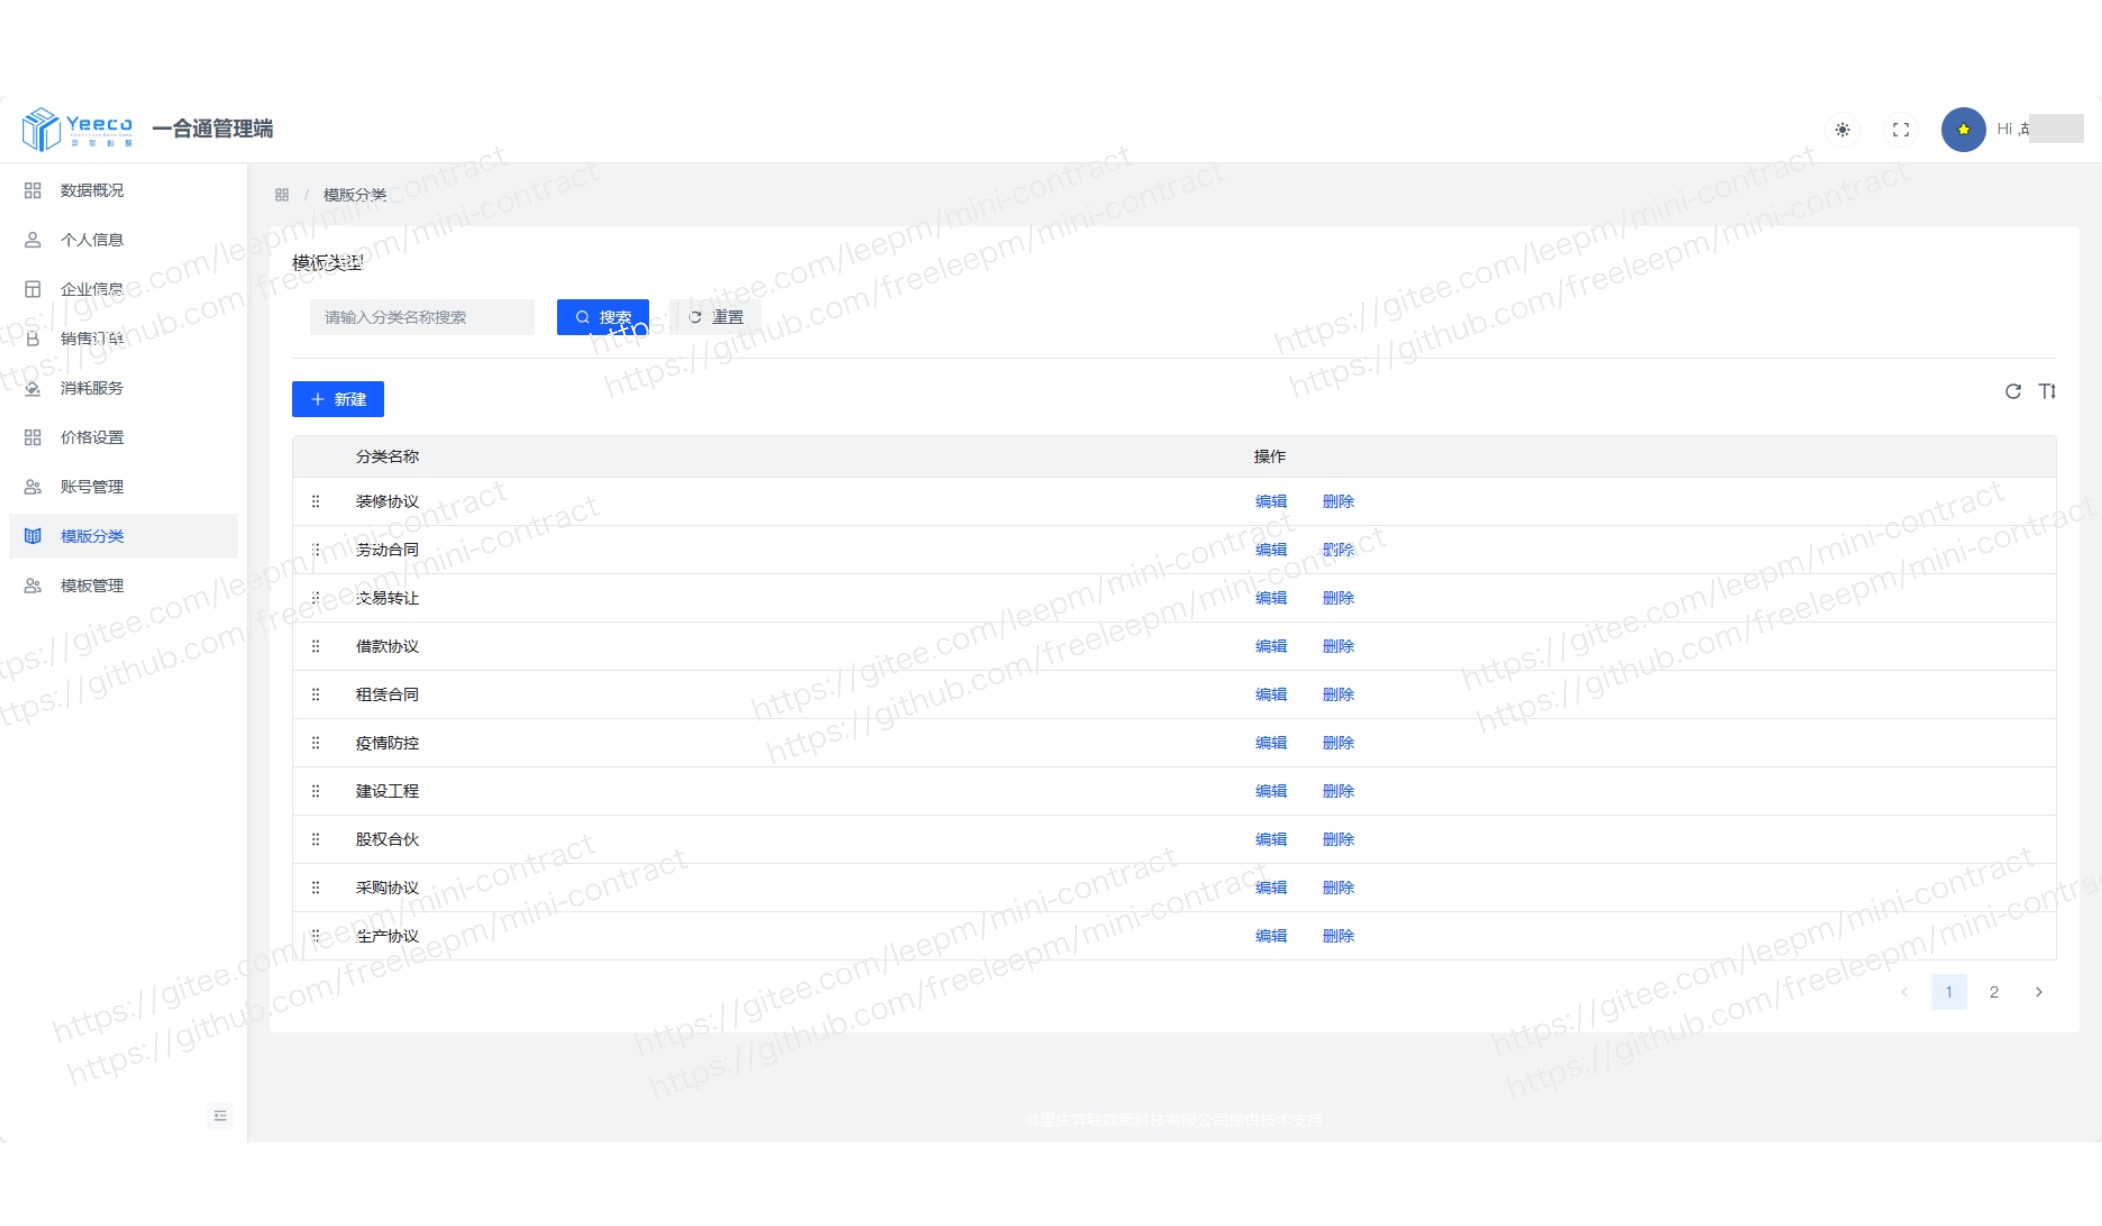 Yeeco 一合通管理端
弈联数聚
Hi ,胡
数据概况
个人信息
企业信息
销售订单
消耗服务
价格设置
账号管理
模版分类
模板管理
/ 模版分类
模板类型
请输入分类名称搜索 搜索 重置
新建
分类名称 操作
装修协议 编辑 删除
劳动合同 编辑 删除
交易转让 编辑 删除
借款协议 编辑 删除
租赁合同 编辑 删除
疫情防控 编辑 删除
建设工程 编辑 删除
股权合伙 编辑 删除
采购协议 编辑 删除
生产协议 编辑 删除
1 2
©重庆弈联数聚科技有限公司提供技术支持
https://gitee.com/leepm/mini-contract
https://github.com/freeleepm/mini-contract